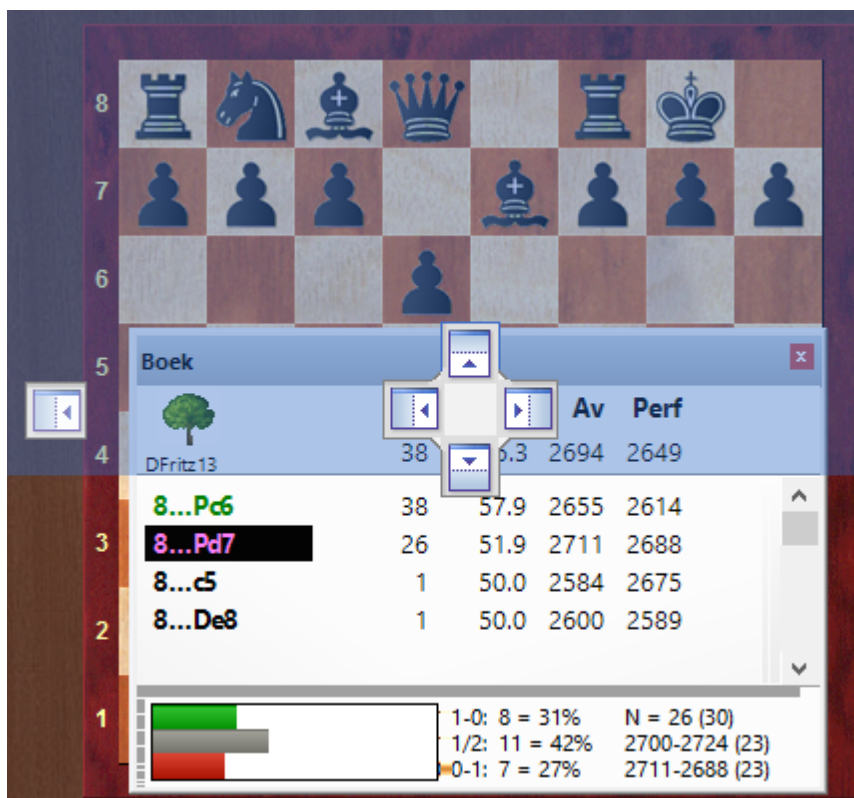 8
7
6
5
Boek
x
Av Perf
4
DFritz13 38 2694 2649
8...Pc6 38 57.9 2655 2614
3
8...Pd7 26 51.9 2711 2688
8...c5 1 50.0 2584 2675
2
8...De8 1 50.0 2600 2589
1
1-0: 8 = 31% N = 26 (30)
1/2: 11 = 42% 2700-2724 (23)
0-1: 7 = 27% 2711-2688 (23)